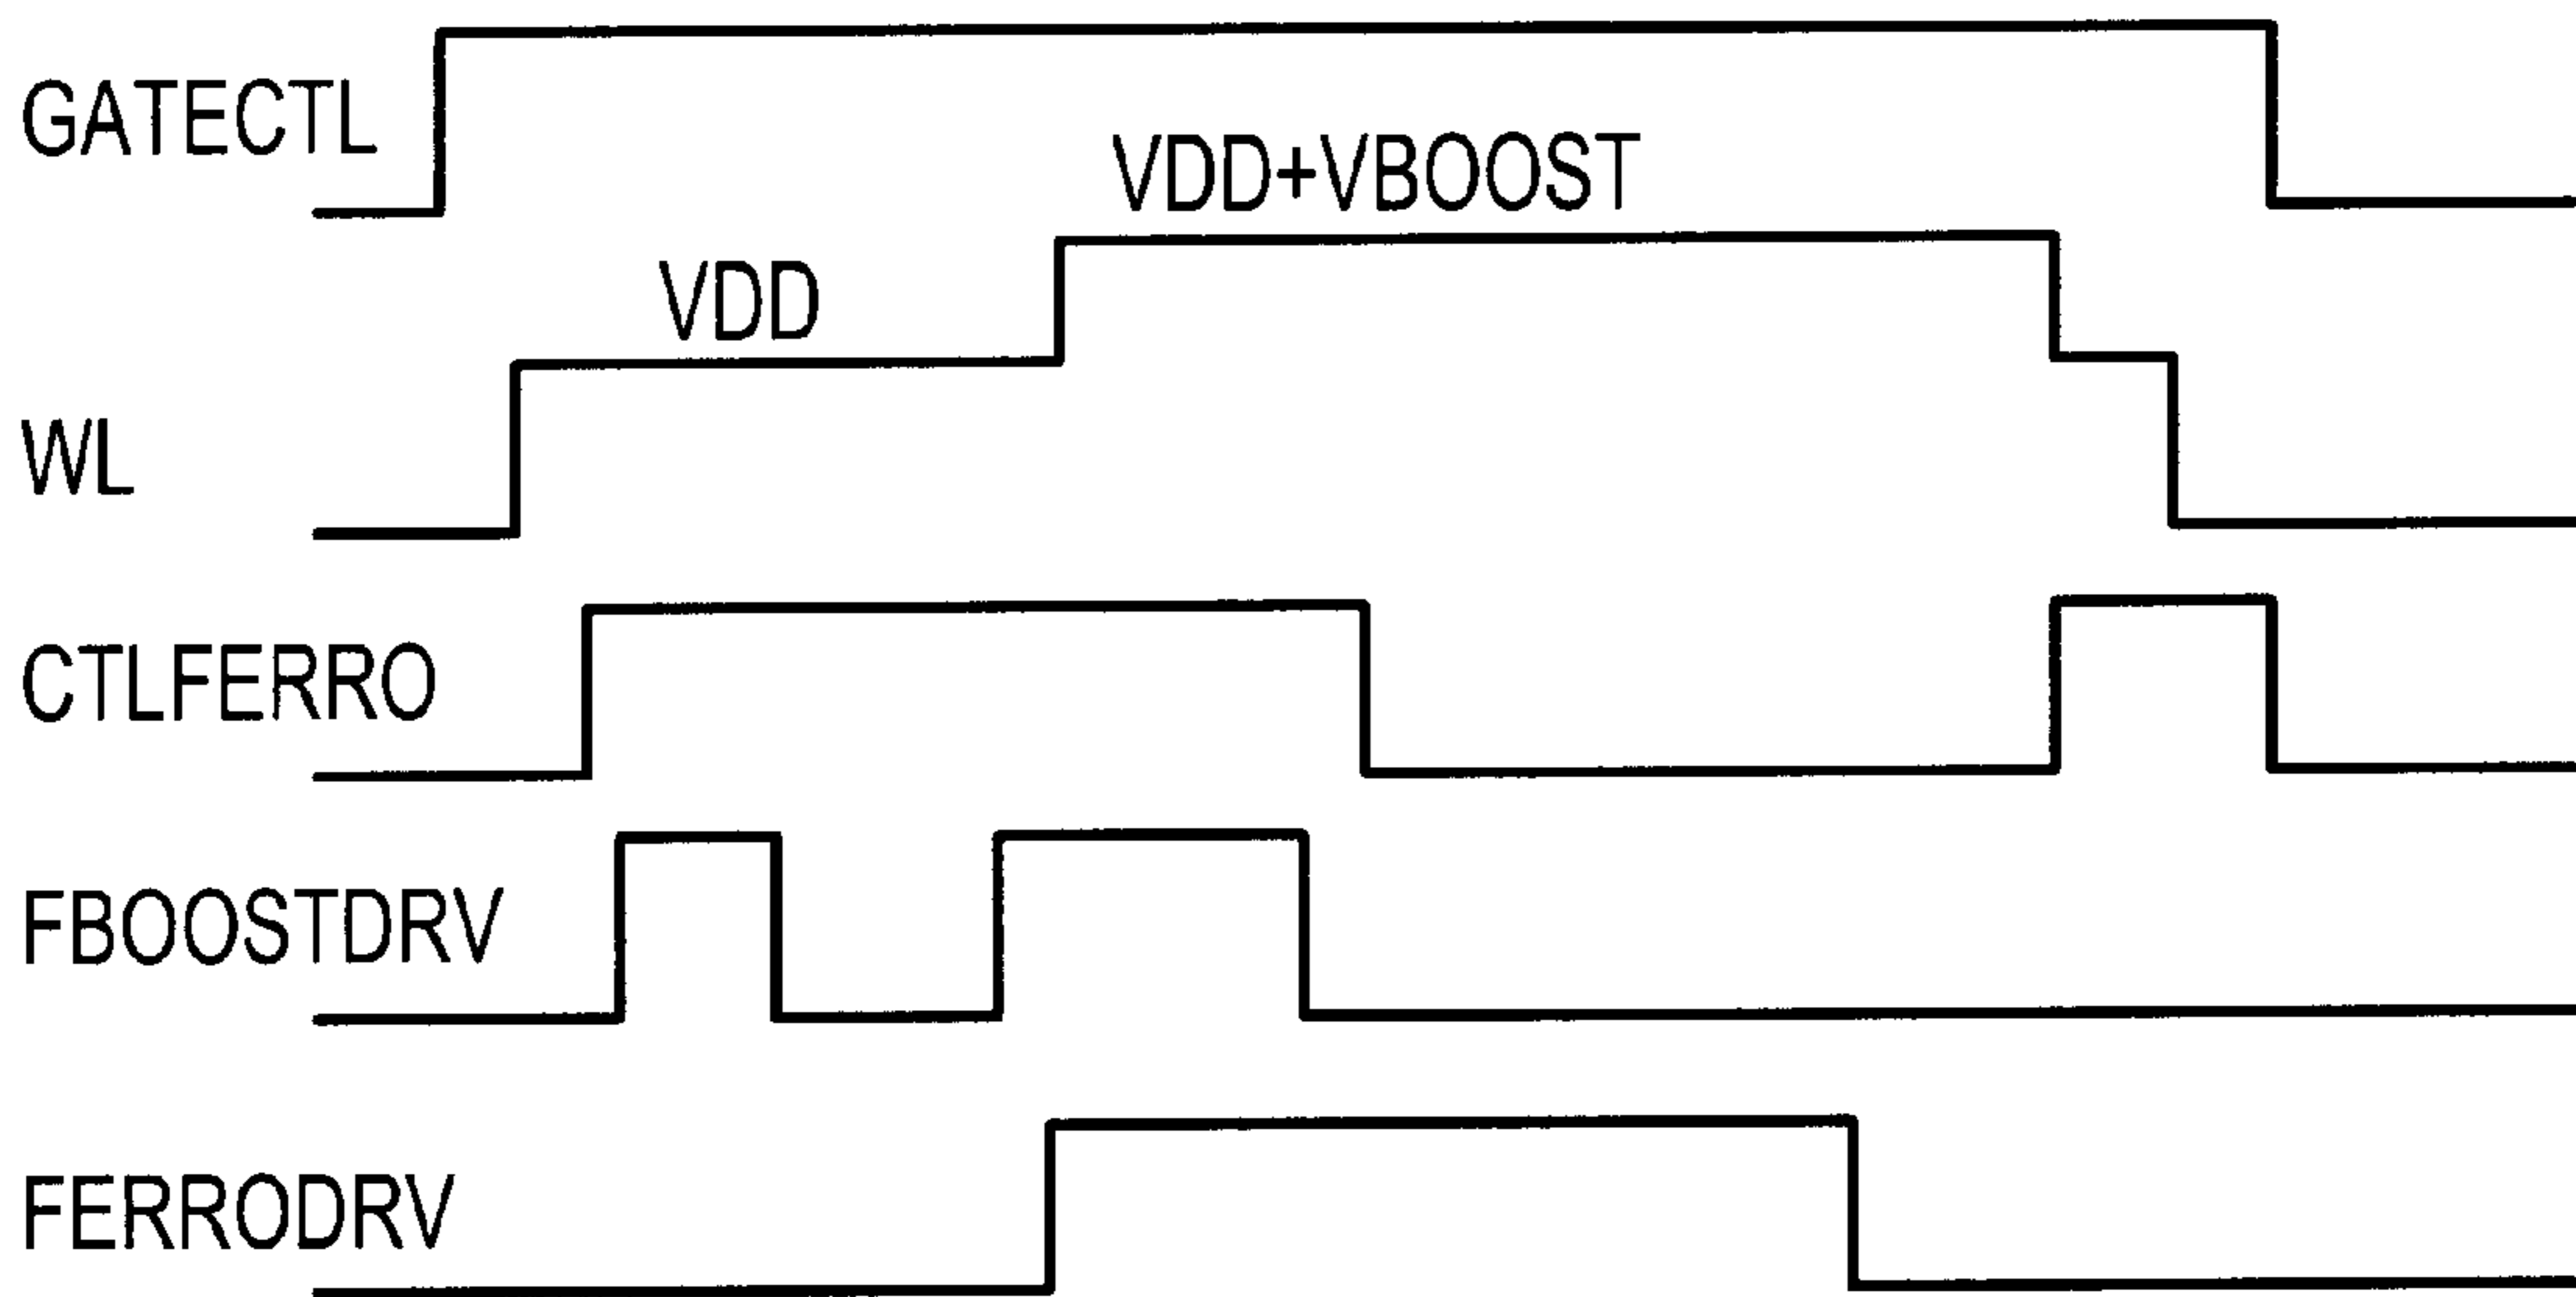 GATECTL
VDD+VBOOST
VDD
WL
CTLFERRO
FBOOSTDRV
FERRODRV